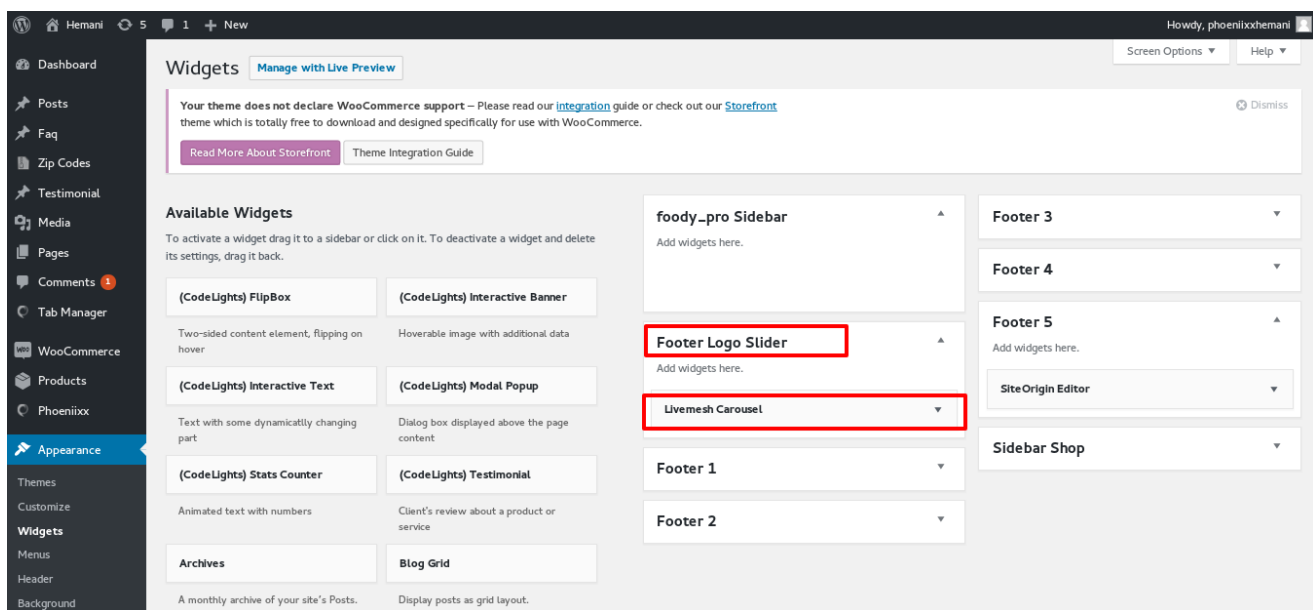 Hemani 5 1 + New Howdy, phoeniixxhemani
Screen Options ▼ Help ▼
Dashboard
Posts
Faq
Zip Codes
Testimonial
Media
Pages
Comments 1
Tab Manager
WooCommerce
Products
Phoeniixx
Appearance
Themes
Customize
Widgets
Menus
Header
Background
Widgets Manage with Live Preview
Your theme does not declare WooCommerce support – Please read our integration guide or check out our Storefront
theme which is totally free to download and designed specifically for use with WooCommerce.
Dismiss
Read More About Storefront Theme Integration Guide
Available Widgets
To activate a widget drag it to a sidebar or click on it. To deactivate a widget and delete
its settings, drag it back.
(CodeLights) FlipBox
Two-sided content element, flipping on
hover
(CodeLights) Interactive Banner
Hoverable image with additional data
(CodeLights) Interactive Text
Text with some dynamicatlly changing
part
(CodeLights) Modal Popup
Dialog box displayed above the page
content
(CodeLights) Stats Counter
Animated text with numbers
(CodeLights) Testimonial
Client's review about a product or
service
Archives
A monthly archive of your site's Posts.
Blog Grid
Display posts as grid layout.
foody_pro Sidebar
Add widgets here.
Footer Logo Slider
Add widgets here.
Livemesh Carousel
Footer 1
Footer 2
Footer 3
Footer 4
Footer 5
Add widgets here.
SiteOrigin Editor
Sidebar Shop